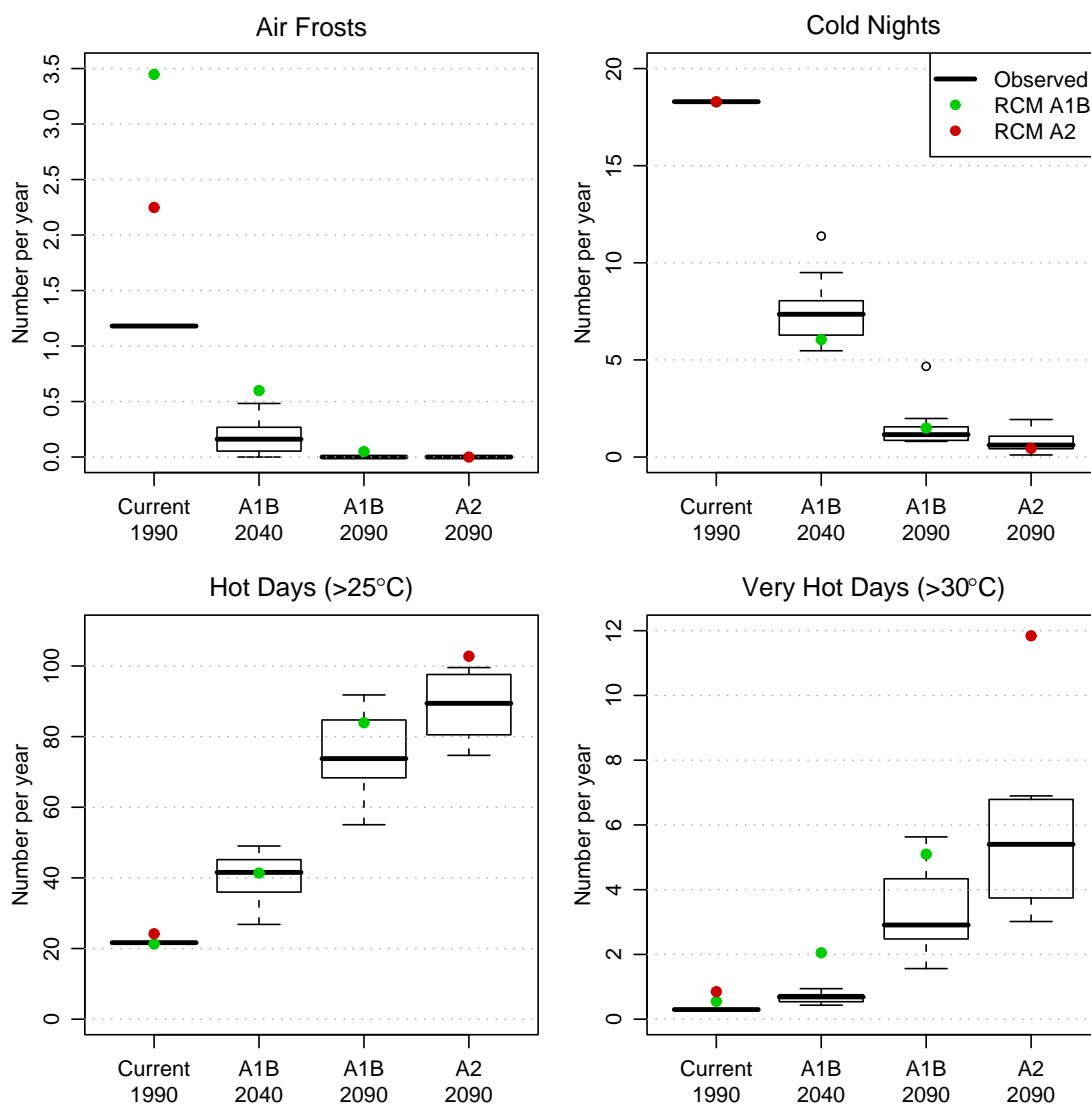 Air Frosts
Number per year
0.0 0.5 1.0 1.5 2.0 2.5 3.0 3.5
Current A1B A1B A2
1990 2040 2090 2090
Cold Nights
Number per year
0 5 10 15 20
Observed
RCM A1B
RCM A2
Current A1B A1B A2
1990 2040 2090 2090
Hot Days (>25°C)
Number per year
0 20 40 60 80 100
Current A1B A1B A2
1990 2040 2090 2090
Very Hot Days (>30°C)
Number per year
0 2 4 6 8 10 12
Current A1B A1B A2
1990 2040 2090 2090